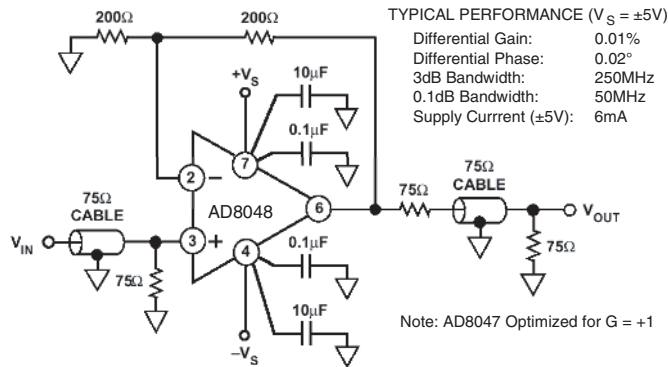 TYPICAL PERFORMANCE (VS = ±5V)
Differential Gain: 0.01%
Differential Phase: 0.02°
3dB Bandwidth: 250MHz
0.1dB Bandwidth: 50MHz
Supply Currrent (±5V): 6mA
200Ω
200Ω
+VS
10μF
0.1μF
7
2
–
AD8048
6
75Ω
CABLE
VIN
3
+
75Ω
4
0.1μF
10μF
–VS
75Ω
75Ω
CABLE
VOUT
75Ω
Note: AD8047 Optimized for G = +1